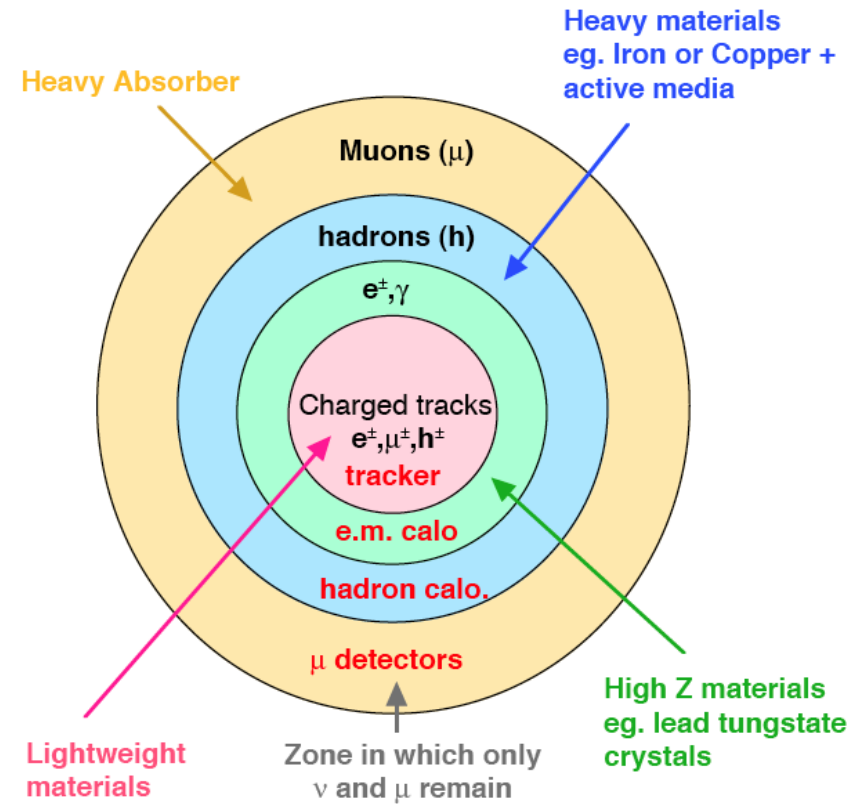 Heavy materials
eg. Iron or Copper +
active media
Heavy Absorber
Muons (μ)
hadrons (h)
e±,γ
Charged tracks
e±,μ±,h±
tracker
e.m. calo
hadron calo.
μ detectors
High Z materials
eg. lead tungstate
crystals
Lightweight
materials
Zone in which only
ν and μ remain